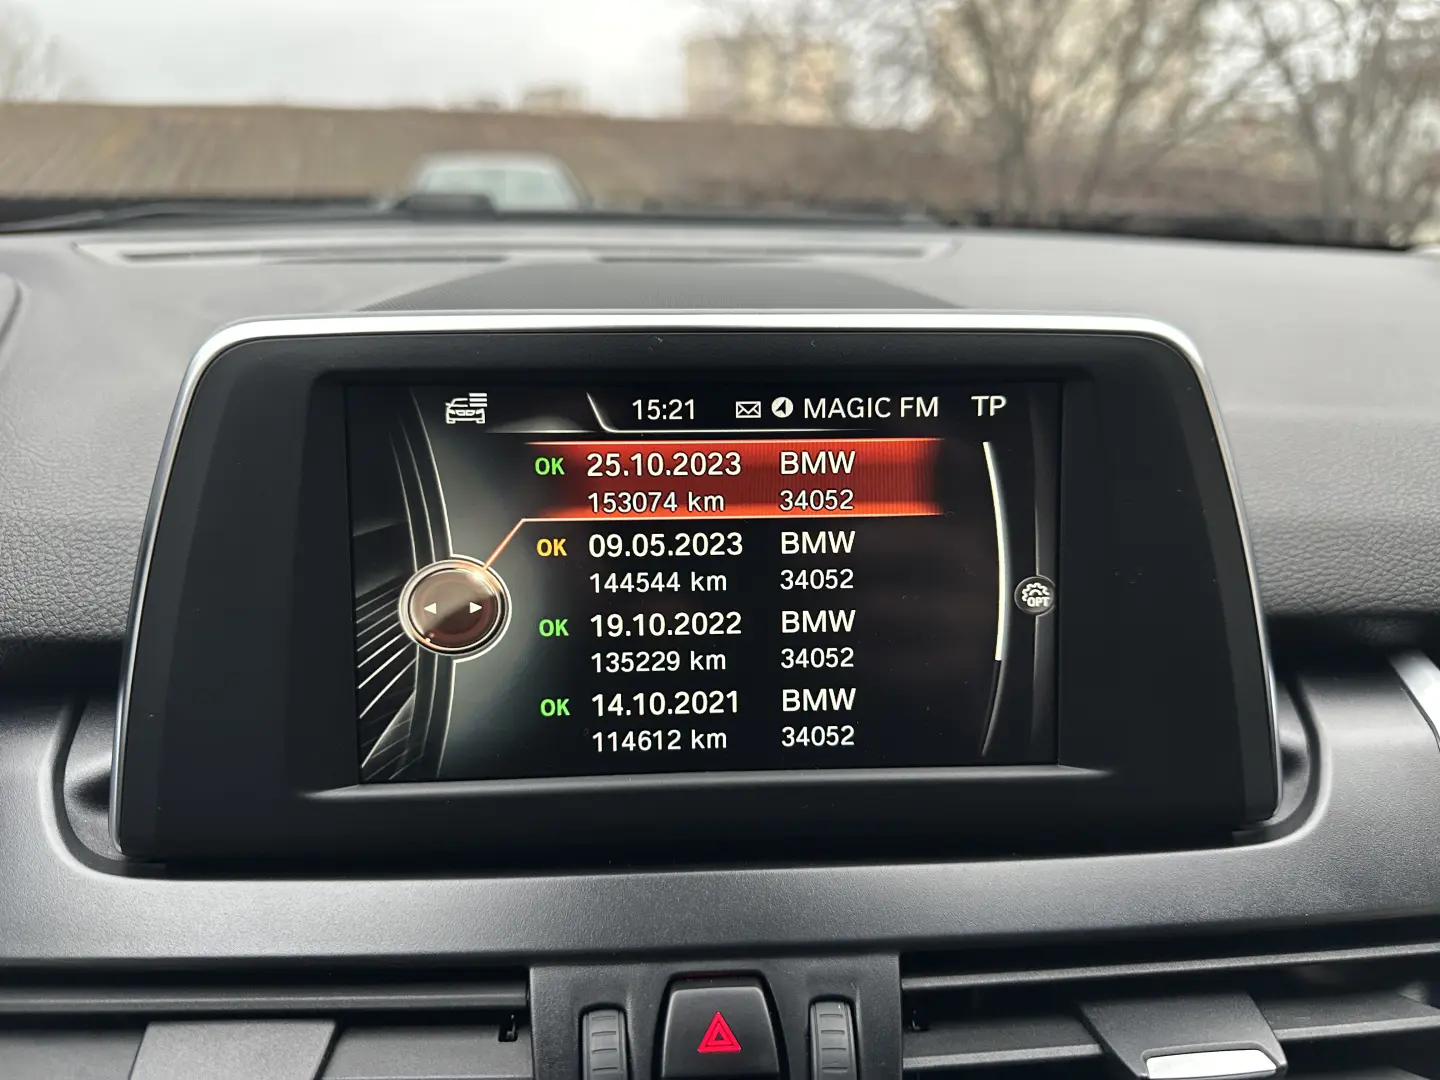 15:21 MAGIC FM TP
OK 25.10.2023 BMW
153074 km 34052
OK 09.05.2023 BMW
144544 km 34052
OK 19.10.2022 BMW
135229 km 34052
OK 14.10.2021 BMW
114612 km 34052
OPT